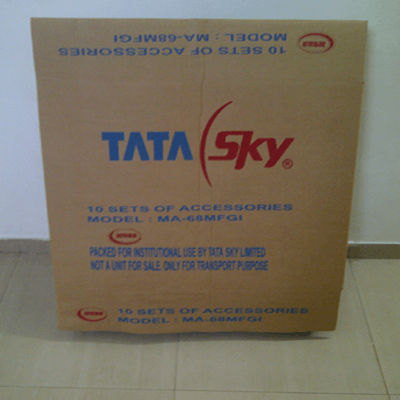 10 SETS OF ACCESSORIES
MODEL : MA-68MFGI
TATA Sky®
10 SETS OF ACCESSORIES
MODEL : MA-68MFGI
PACKED FOR INSTITUTIONAL USE BY TATA SKY LIMITED
NOT A UNIT FOR SALE. ONLY FOR TRANSPORT PURPOSE
10 SETS OF ACCESSORIES
MODEL : MA-68MFGI